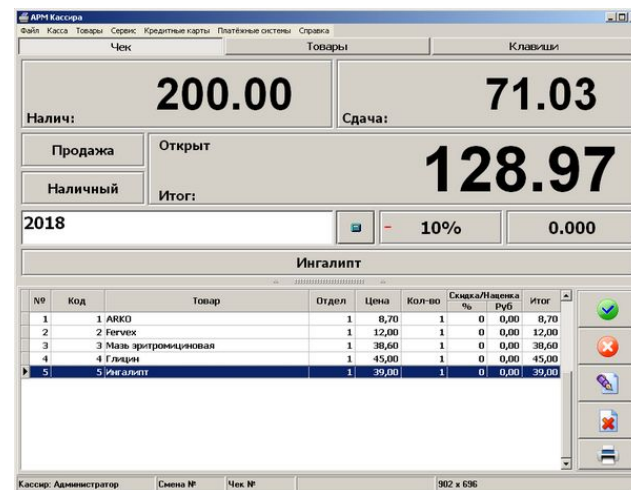 АРМ Кассира
Файл Касса Товары Сервис Кредитные карты Платёжные системы Справка
Чек Товары Клавиши
Налич: 200.00 Сдача: 71.03
Продажа Открыт
Наличный Итог: 128.97
2018 - 10% 0.000
Ингалипт
№ Код Товар Отдел Цена Кол-во Скидка/Наценка Итог
% Руб
1 1 ARKO 1 8,70 1 0 0,00 8,70
2 2 Fervex 1 12,00 1 0 0,00 12,00
3 3 Мазь эритромициновая 1 38,60 1 0 0,00 38,60
4 4 Глицин 1 45,00 1 0 0,00 45,00
5 5 Ингалипт 1 39,00 1 0 0,00 39,00
Кассир: Администратор Смена № Чек № 902 x 696